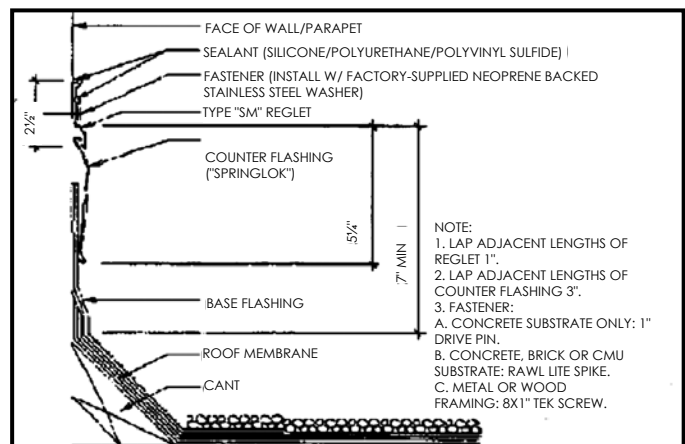 FACE OF WALL/PARAPET
SEALANT (SILICONE/POLYURETHANE/POLYVINYL SULFIDE)
FASTENER (INSTALL W/ FACTORY-SUPPLIED NEOPRENE BACKED
STAINLESS STEEL WASHER)
TYPE "SM" REGLET
2½"
COUNTER FLASHING
("SPRINGLOK")
5¼"
7" MIN
BASE FLASHING
ROOF MEMBRANE
CANT
NOTE:
1. LAP ADJACENT LENGTHS OF
REGLET 1".
2. LAP ADJACENT LENGTHS OF
COUNTER FLASHING 3".
3. FASTENER:
A. CONCRETE SUBSTRATE ONLY: 1"
DRIVE PIN.
B. CONCRETE, BRICK OR CMU
SUBSTRATE: RAWL LITE SPIKE.
C. METAL OR WOOD
FRAMING: 8X1" TEK SCREW.